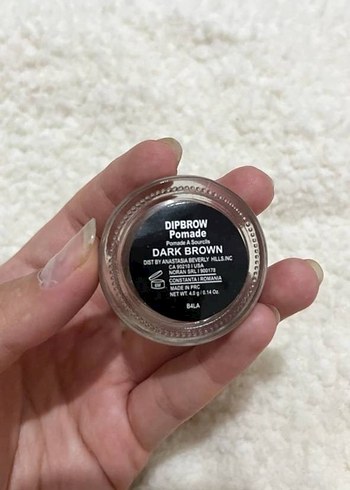 DIPBROW
Pomade
Pomade A Sourcils
DARK BROWN
DIST BY ANASTASIA BEVERLY HILLS.INC
CA 90210 I USA
NORAN SRL I 900178
CONSTANTA I ROMANIA
MADE IN PRC
NET WT. 4.0 g / 0.14 Oz.
B4LA